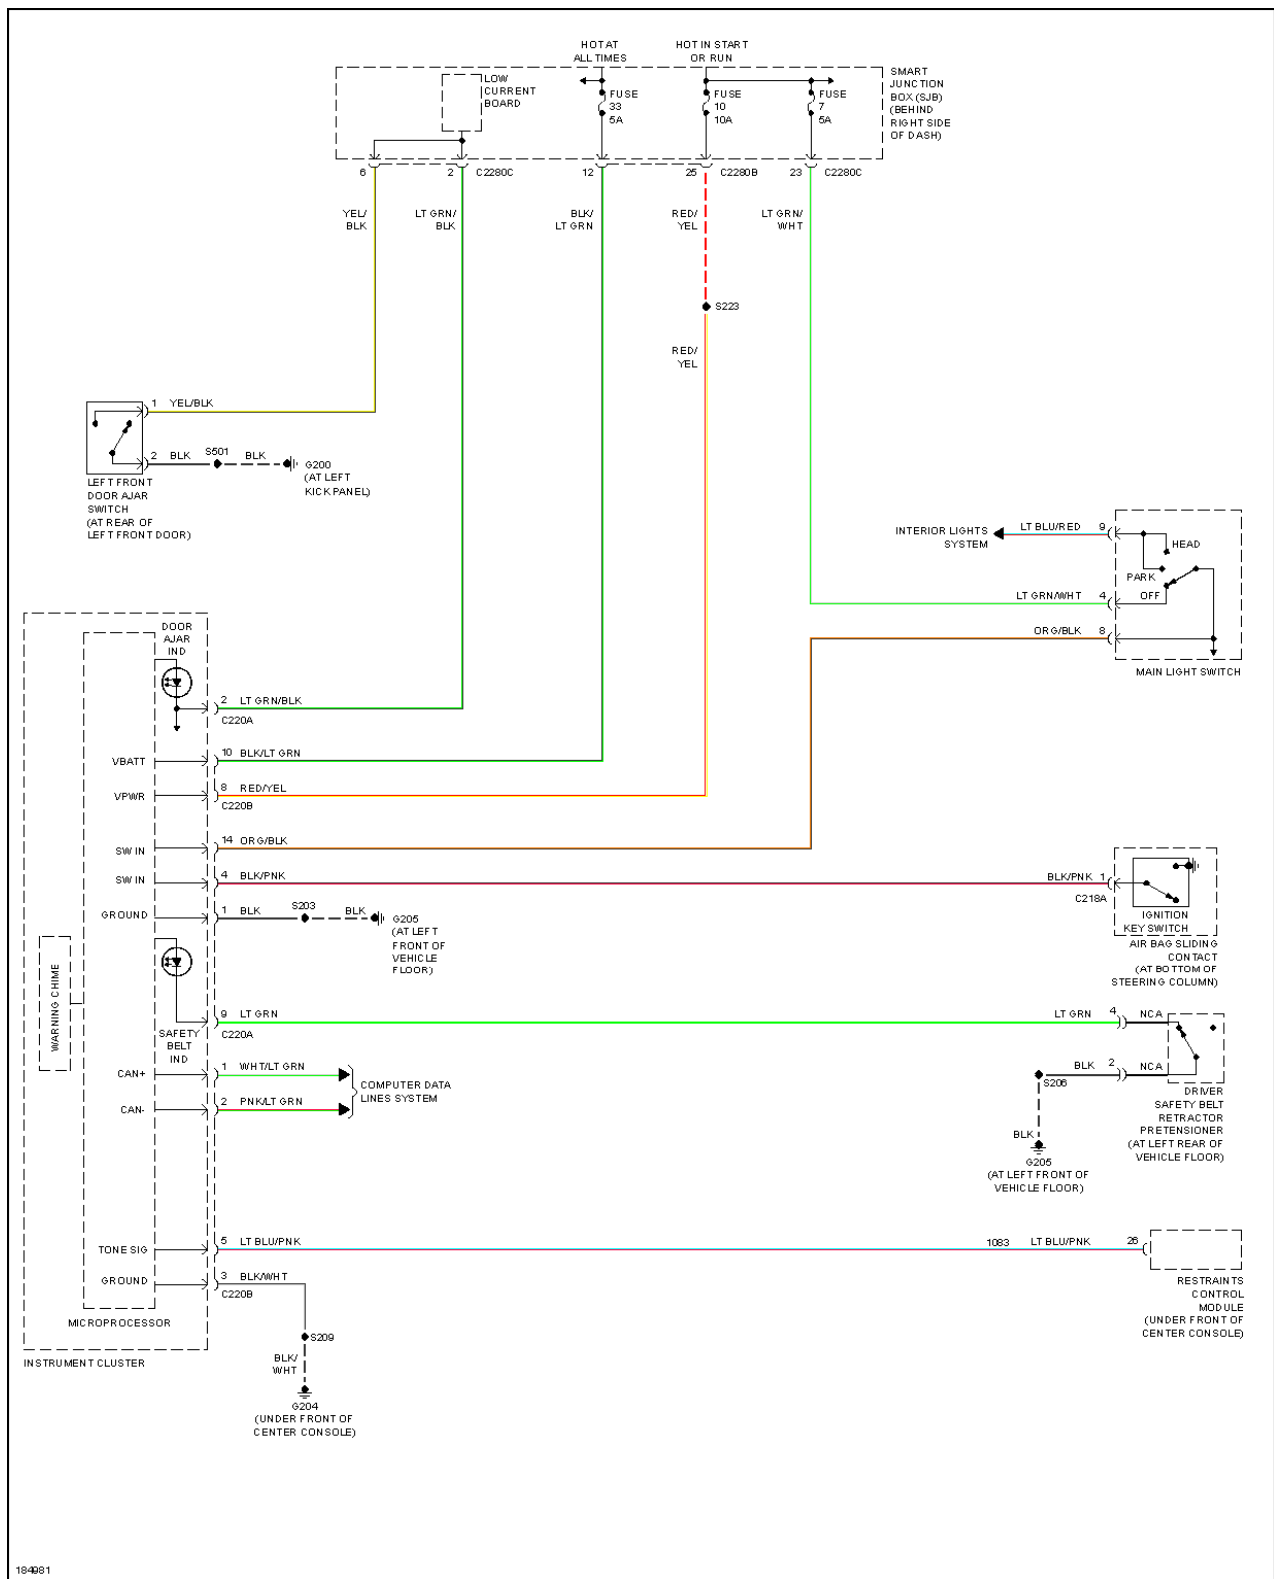 HOT AT
ALL TIMES
HOT IN START
OR RUN
LOW
CURRENT
BOARD
FUSE
33
5A
FUSE
10
10A
FUSE
7
5A
SMART
JUNCTION
BOX (SJB)
(BEHIND
RIGHT SIDE
OF DASH)
6
2
C2280C
12
25
C2280B
23
C2280C
YEL/
BLK
LT GRN/
BLK
BLK/
LT GRN
RED/
YEL
LT GRN/
WHT
S223
RED/
YEL
1
YEL/BLK
2
BLK
S501
BLK
G200
(AT LEFT
KICK PANEL)
LEFT FRONT
DOOR AJAR
SWITCH
(AT REAR OF
LEFT FRONT DOOR)
INTERIOR LIGHTS
SYSTEM
LT BLU/RED
9
HEAD
PARK
OFF
LT GRN/WHT
4
ORG/BLK
8
MAIN LIGHT SWITCH
DOOR
AJAR
IND
2
LT GRN/BLK
C220A
VBATT
10
BLK/LT GRN
VPWR
8
RED/YEL
C220B
SW IN
14
ORG/BLK
SW IN
4
BLK/PNK
BLK/PNK
1
C218A
IGNITION
KEY SWITCH
AIR BAG SLIDING
CONTACT
(AT BOTTOM OF
STEERING COLUMN)
GROUND
1
BLK
S203
BLK
G205
(AT LEFT
FRONT OF
VEHICLE
FLOOR)
WARNING CHIME
9
LT GRN
C220A
SAFETY
BELT
IND
LT GRN
4
NCA
BLK
2
NCA
S206
BLK
G205
(AT LEFT FRONT OF
VEHICLE FLOOR)
DRIVER
SAFETY BELT
RETRACTOR
PRETENSIONER
(AT LEFT REAR OF
VEHICLE FLOOR)
CAN+
1
WHT/LT GRN
CAN-
2
PNK/LT GRN
COMPUTER DATA
LINES SYSTEM
TONE SIG
5
LT BLU/PNK
1083
LT BLU/PNK
26
RESTRAINTS
CONTROL
MODULE
(UNDER FRONT OF
CENTER CONSOLE)
GROUND
3
BLK/WHT
C220B
MICROPROCESSOR
INSTRUMENT CLUSTER
S209
BLK/
WHT
G204
(UNDER FRONT OF
CENTER CONSOLE)
184981